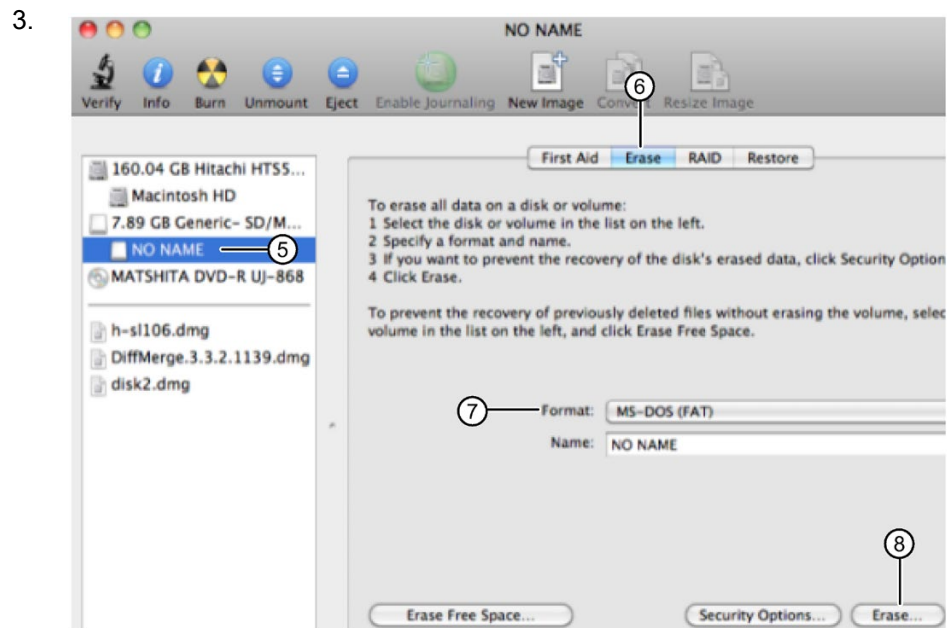 3.
NO NAME
Verify Info Burn Unmount Eject Enable Journaling New Image Convert Resize Image
6
First Aid Erase RAID Restore
160.04 GB Hitachi HTS5...
Macintosh HD
7.89 GB Generic- SD/M...
NO NAME
5
MATSHITA DVD-R UJ-868
h-sl106.dmg
DiffMerge.3.3.2.1139.dmg
disk2.dmg
To erase all data on a disk or volume:
1 Select the disk or volume in the list on the left.
2 Specify a format and name.
3 If you want to prevent the recovery of the disk's erased data, click Security Option
4 Click Erase.
To prevent the recovery of previously deleted files without erasing the volume, selec
volume in the list on the left, and click Erase Free Space.
7
Format: MS-DOS (FAT)
Name: NO NAME
8
Erase Free Space... Security Options... Erase...